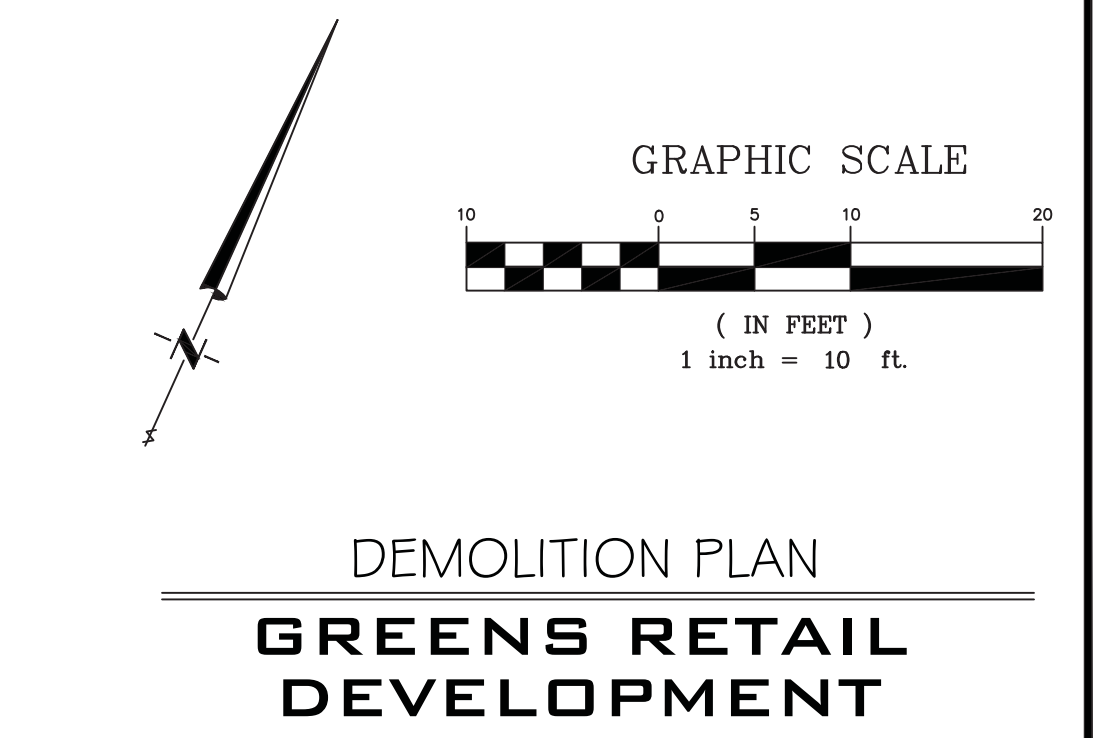 GRAPHIC SCALE
10 0 5 10 20
( IN FEET )
1 inch = 10 ft.
N
DEMOLITION PLAN
GREENS RETAIL
DEVELOPMENT